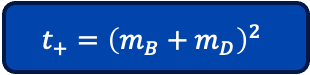 t₊ = (m_B + m_D)²